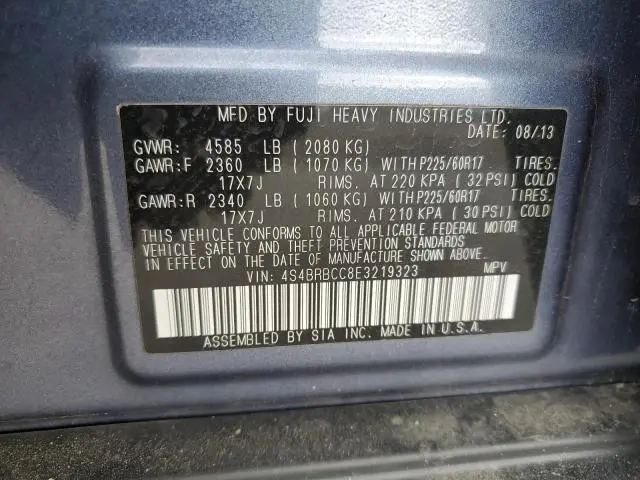 MFD BY FUJI HEAVY INDUSTRIES LTD.
DATE: 08/13
GVWR: 4585 LB ( 2080 KG)
GAWR:F 2360 LB ( 1070 KG) WITH P225/60R17 TIRES.
17X7J RIMS. AT 220 KPA ( 32 PSI) COLD
GAWR:R 2340 LB ( 1060 KG) WITH P225/60R17 TIRES.
17X7J RIMS. AT 210 KPA ( 30 PSI) COLD
THIS VEHICLE CONFORMS TO ALL APPLICABLE FEDERAL MOTOR
VEHICLE SAFETY AND THEFT PREVENTION STANDARDS
IN EFFECT ON THE DATE OF MANUFACTURE SHOWN ABOVE.
VIN: 4S4BRBCC8E3219323 MPV
ASSEMBLED BY SIA INC. MADE IN U.S.A.